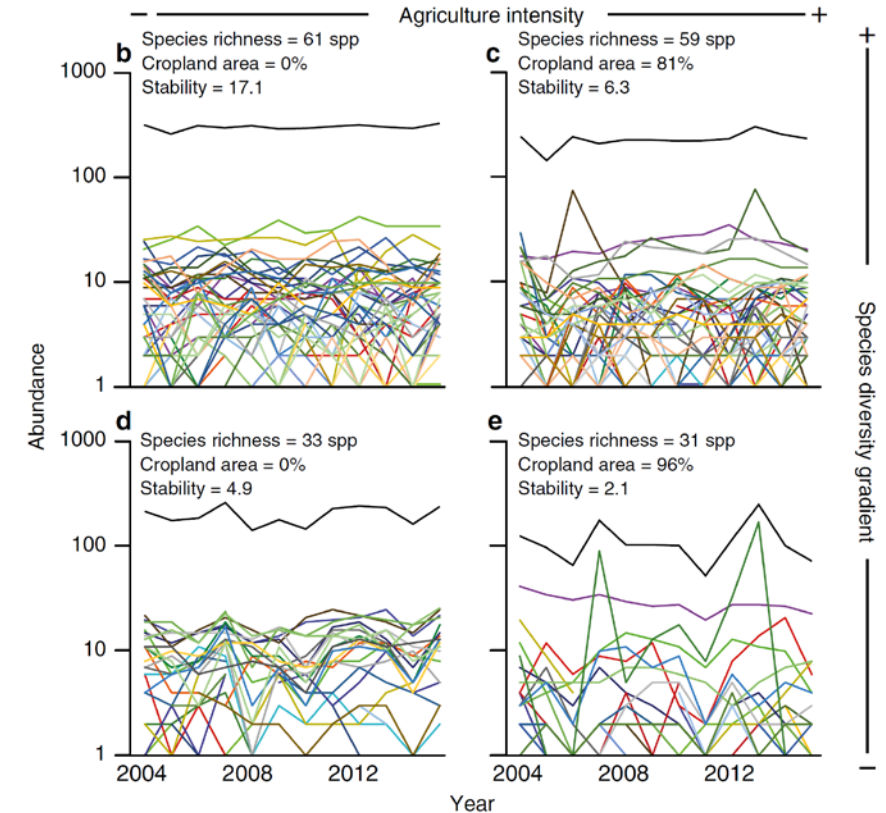 − Agriculture intensity +
b
Species richness = 61 spp
Cropland area = 0%
Stability = 17.1
c
Species richness = 59 spp
Cropland area = 81%
Stability = 6.3
1000
100
10
1
d
Species richness = 33 spp
Cropland area = 0%
Stability = 4.9
e
Species richness = 31 spp
Cropland area = 96%
Stability = 2.1
1000
100
10
1
Abundance
2004 2008 2012
2004 2008 2012
Year
+
Species diversity gradient
−